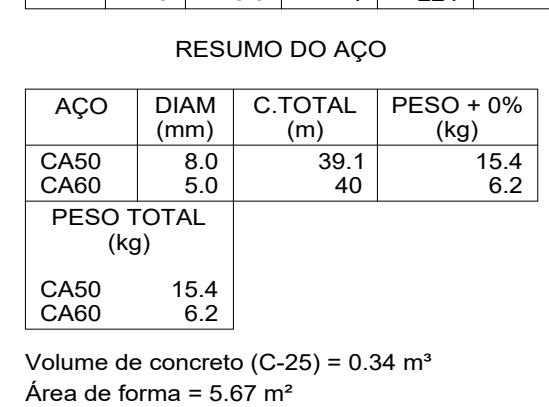 RESUMO DO AÇO
AÇO DIAM C.TOTAL PESO + 0%
(mm) (m) (kg)
CA50 8.0 39.1 15.4
CA60 5.0 40 6.2
PESO TOTAL
(kg)
CA50 15.4
CA60 6.2
Volume de concreto (C-25) = 0.34 m³
Área de forma = 5.67 m²